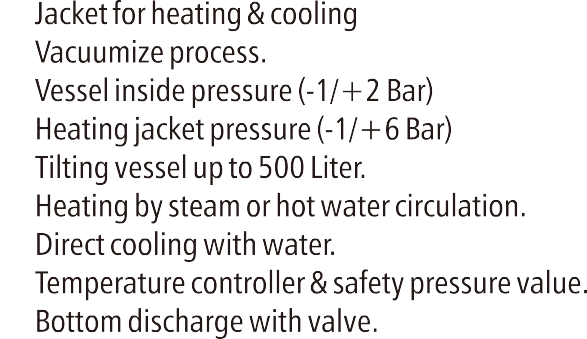 Jacket for heating & cooling
Vacuumize process.
Vessel inside pressure (-1/+2 Bar)
Heating jacket pressure (-1/+6 Bar)
Tilting vessel up to 500 Liter.
Heating by steam or hot water circulation.
Direct cooling with water.
Temperature controller & safety pressure value.
Bottom discharge with valve.